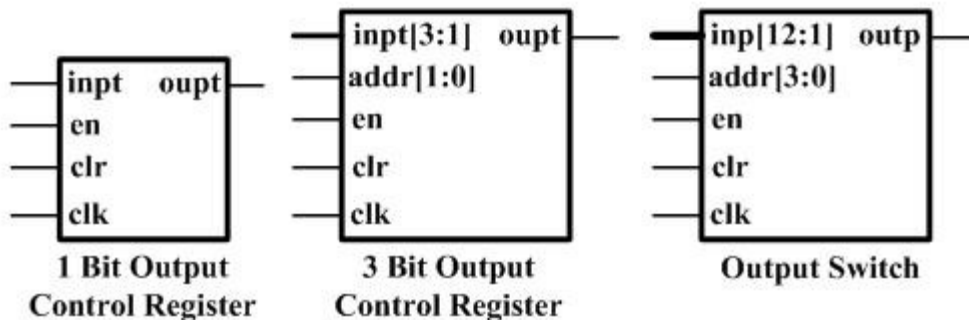 inpt oupt
en
clr
clk
1 Bit Output
Control Register
inpt[3:1] oupt
addr[1:0]
en
clr
clk
3 Bit Output
Control Register
inp[12:1] outp
addr[3:0]
en
clr
clk
Output Switch